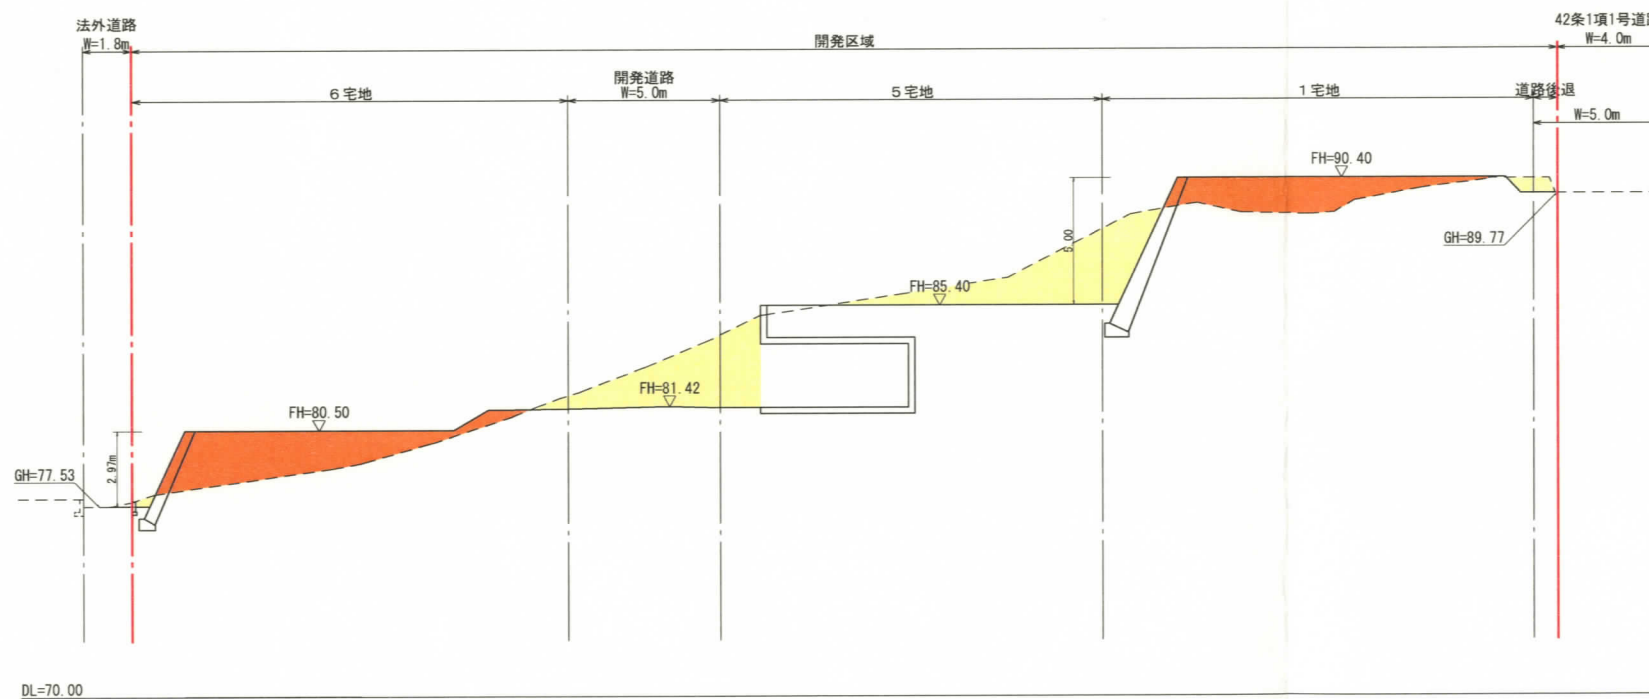 法外道路
W=1.8m
開発区域
42条1項1号道路
W=4.0m
6宅地
開発道路
W=5.0m
5宅地
1宅地
道路後退
W=5.0m
FH=90.40
GH=89.77
FH=85.40
FH=81.42
FH=80.50
2.97m
GH=77.53
DL=70.00